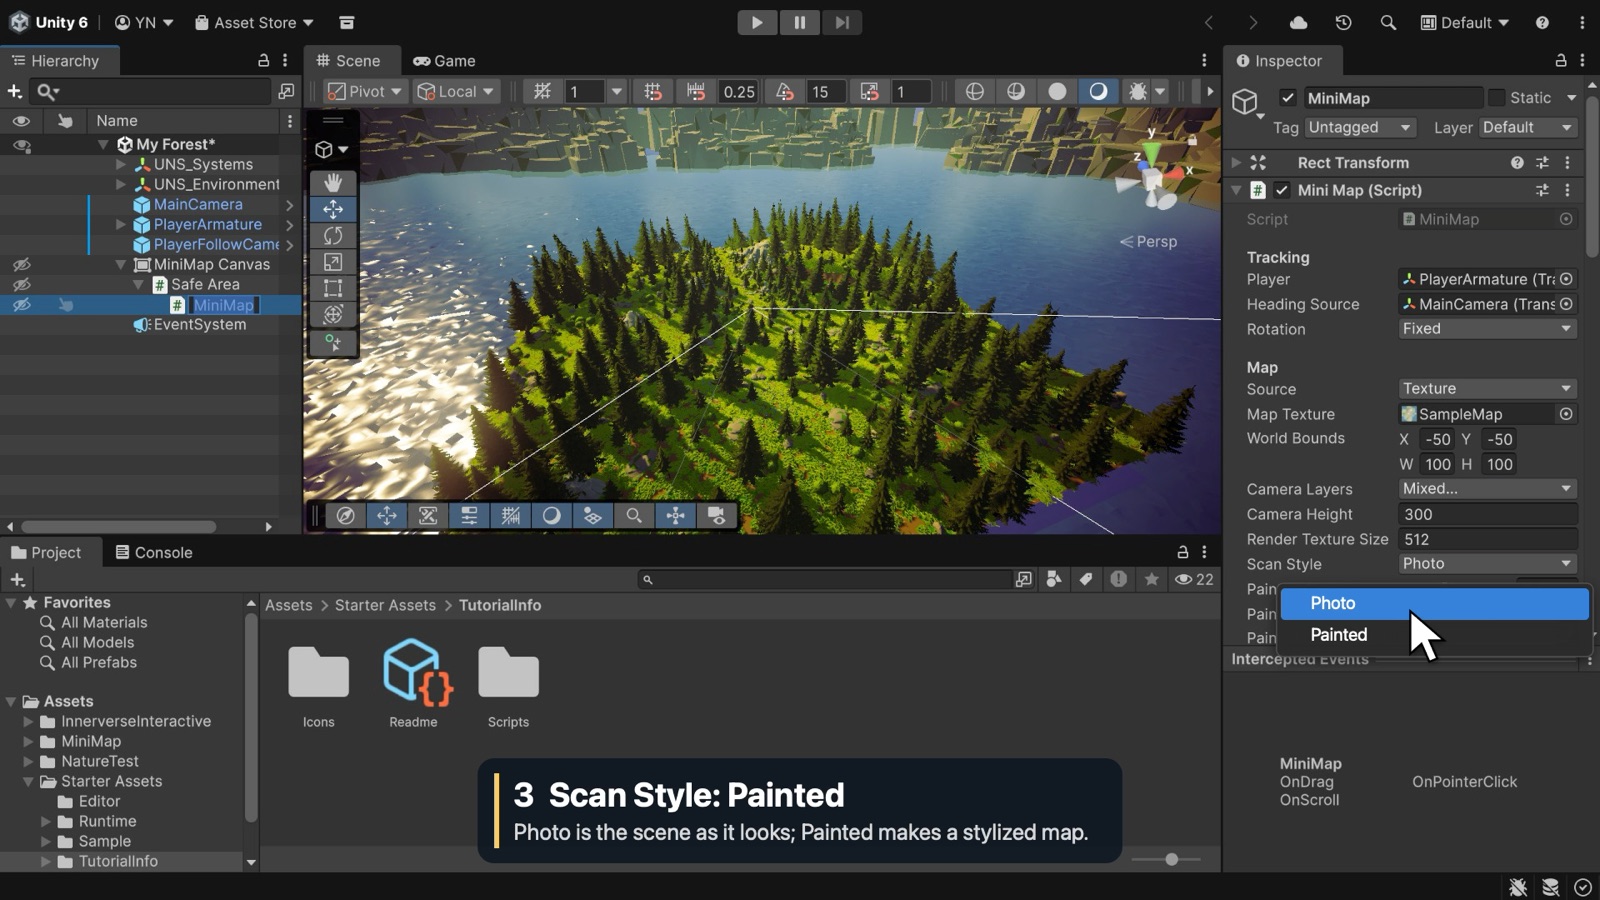 Unity 6
YN
Asset Store
Default
Hierarchy
Scene
Game
Inspector
Pivot
Local
1
0.25
15
1
MiniMap
Static
Tag
Untagged
Layer
Default
Name
My Forest*
UNS_Systems
UNS_Environment
MainCamera
PlayerArmature
PlayerFollowCame
MiniMap Canvas
Safe Area
MiniMap
EventSystem
y
z
x
Persp
Rect Transform
Mini Map (Script)
Script
MiniMap
Tracking
Player
PlayerArmature (Tra
Heading Source
MainCamera (Trans
Rotation
Fixed
Map
Source
Texture
Map Texture
SampleMap
World Bounds
X -50 Y -50
W 100 H 100
Camera Layers
Mixed...
Camera Height
300
Render Texture Size
512
Scan Style
Photo
Pain
Pain
Pain
Photo
Painted
Intercepted Events
MiniMap
OnDrag
OnPointerClick
OnScroll
Project
Console
22
Favorites
All Materials
All Models
All Prefabs
Assets
InnerverseInteractive
MiniMap
NatureTest
Starter Assets
Editor
Runtime
Sample
TutorialInfo
Assets > Starter Assets > TutorialInfo
Icons
Readme
Scripts
3 Scan Style: Painted
Photo is the scene as it looks; Painted makes a stylized map.